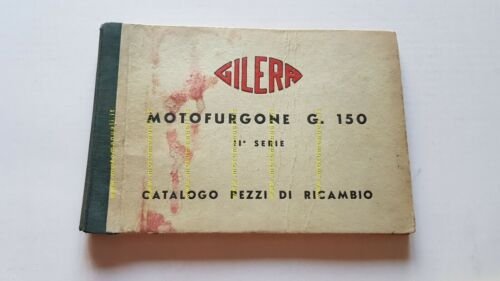 GILERA
MOTOFURGONE G. 150
II° SERIE
CATALOGO PEZZI DI RICAMBIO